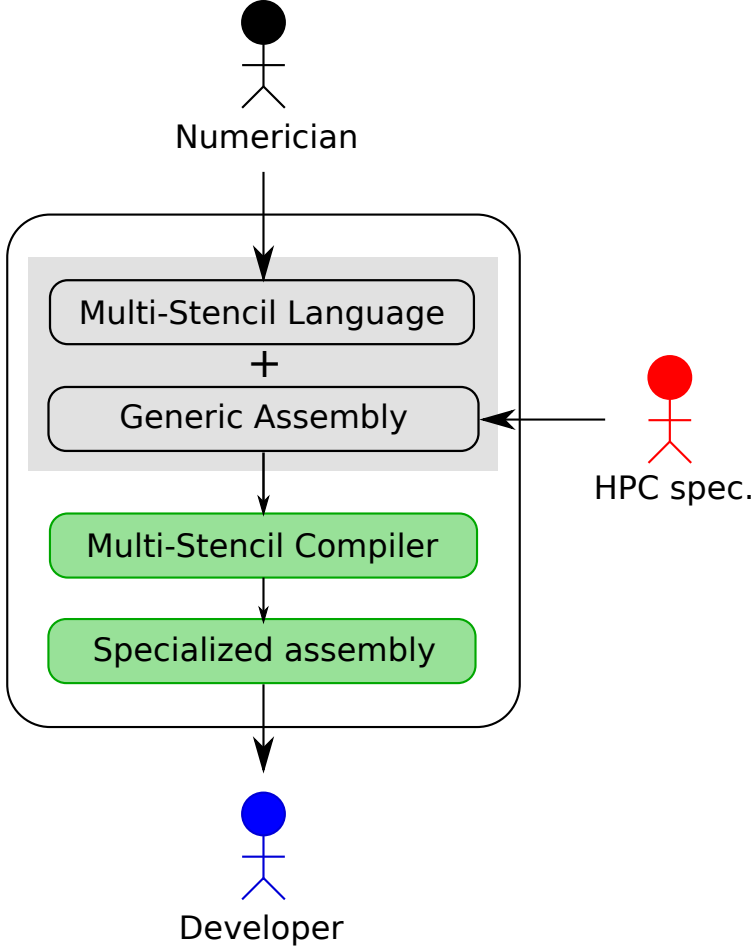 Numerician
Multi-Stencil Language
+
Generic Assembly
HPC spec.
Multi-Stencil Compiler
Specialized assembly
Developer